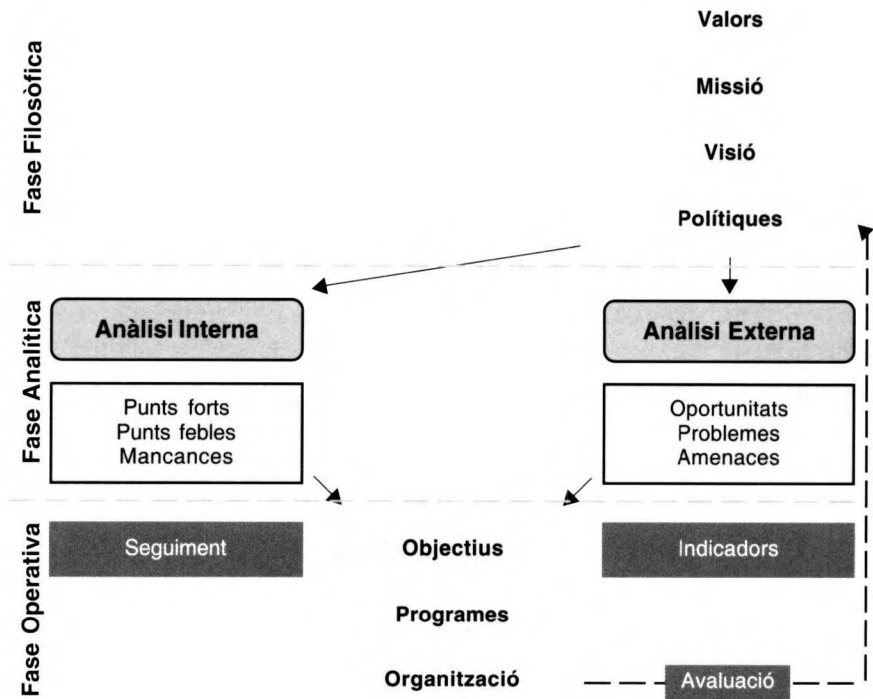 Fase Filosòfica
Valors
Missió
Visió
Polítiques
Fase Analítica
Anàlisi Interna
Anàlisi Externa
Punts forts
Punts febles
Mancances
Oportunitats
Problemes
Amenaces
Fase Operativa
Seguiment
Objectius
Indicadors
Programes
Organització
Avaluació